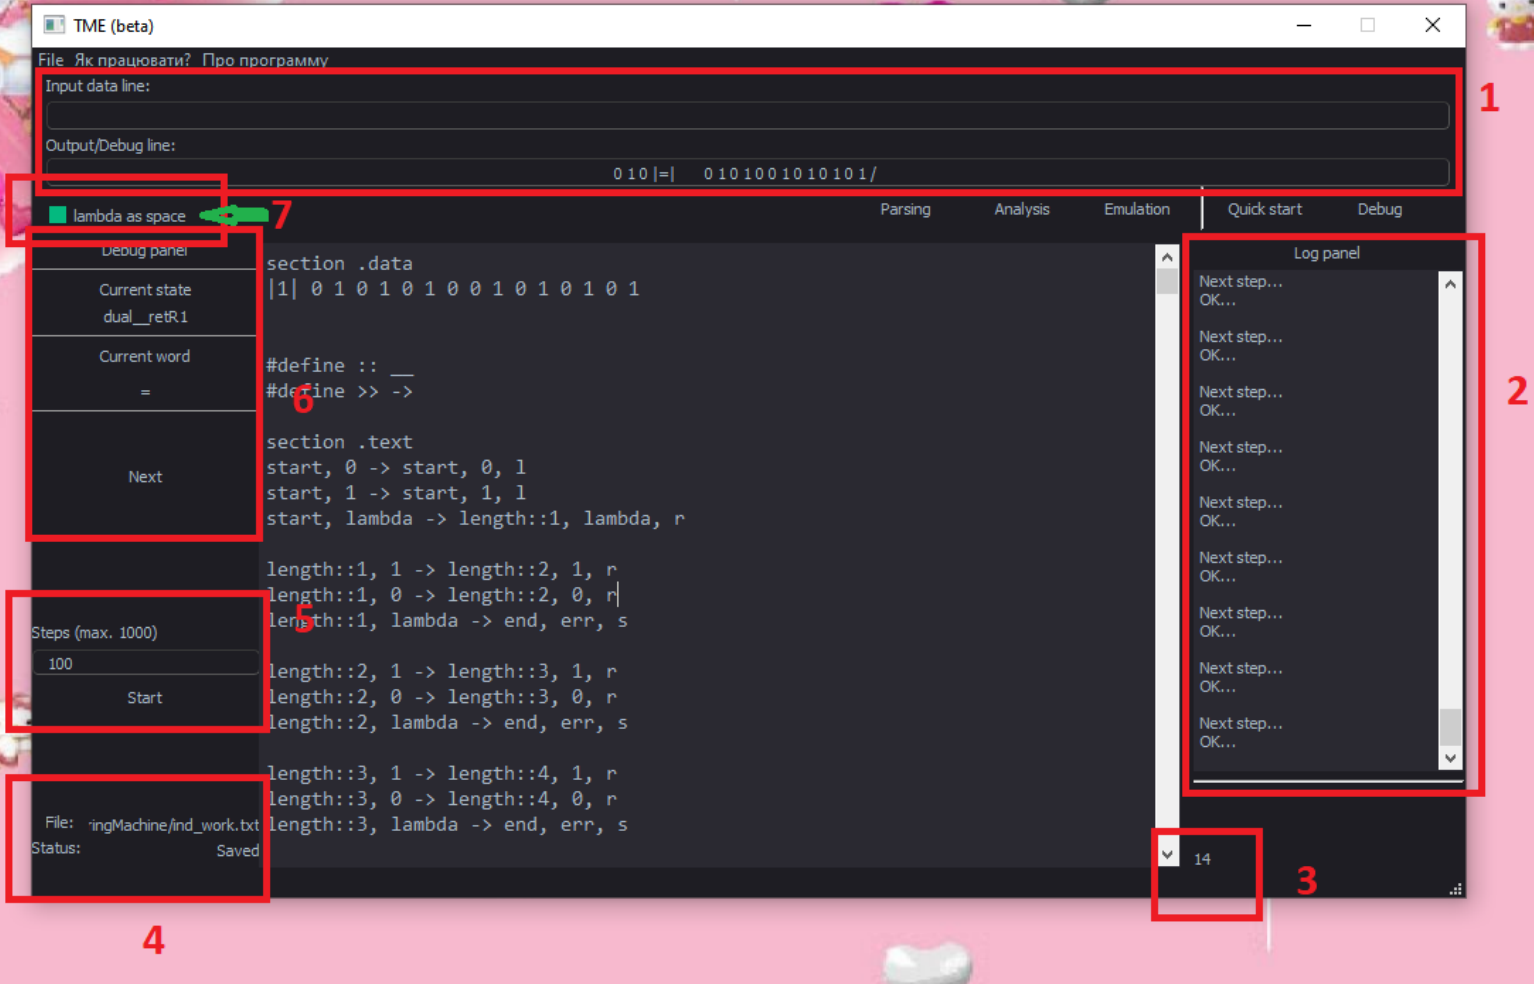 TME (beta)
File Як працювати? Про программу
Input data line:
1
Output/Debug line:
0 1 0 |=| 0 1 0 1 0 0 1 0 1 0 1 0 1 /
lambda as space
7
Parsing Analysis Emulation Quick start Debug
Debug panel
Current state
dual__retR1
Current word
=
Next
6
section .data
|1| 0 1 0 1 0 1 0 0 1 0 1 0 1 0 1
#define :: __
#define >> ->
section .text
start, 0 -> start, 0, l
start, 1 -> start, 1, l
start, lambda -> length::1, lambda, r
length::1, 1 -> length::2, 1, r
length::1, 0 -> length::2, 0, r
length::1, lambda -> end, err, s
length::2, 1 -> length::3, 1, r
length::2, 0 -> length::3, 0, r
length::2, lambda -> end, err, s
length::3, 1 -> length::4, 1, r
length::3, 0 -> length::4, 0, r
length::3, lambda -> end, err, s
Log panel
Next step...
OK...
Next step...
OK...
Next step...
OK...
Next step...
OK...
Next step...
OK...
Next step...
OK...
Next step...
OK...
Next step...
OK...
Next step...
OK...
2
5
Steps (max. 1000)
100
Start
File: ringMachine/ind_work.txt
Status: Saved
4
14
3